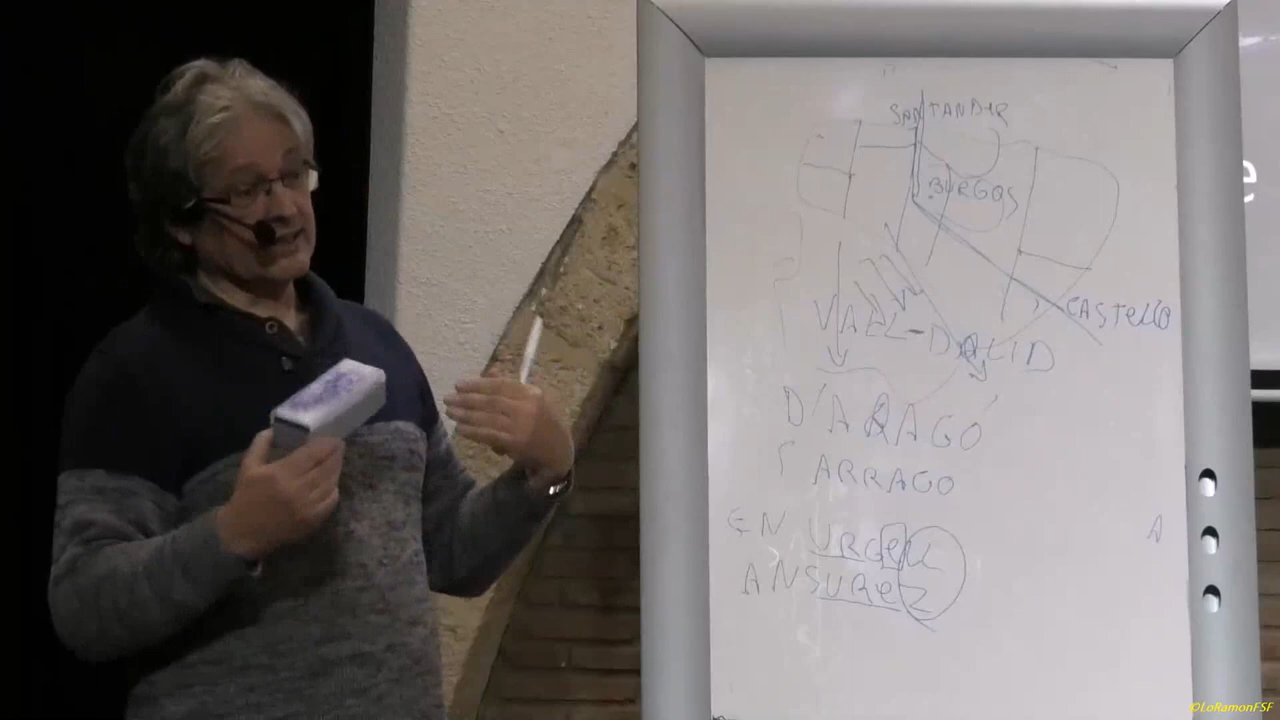 SANTANDER
BURGOS
CASTELLO
VALL-DOLID
D'ARAGÓ
ARRAGO
EN URGELL
ANSUREZ
A
e
©LoRamonFSF